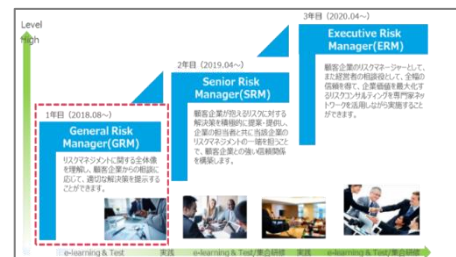 Level
high
3年目（2020.04～）
Executive Risk
Manager(ERM)
顧客企業のリスクマネージャーとして、
また経営者の相談役として、全幅の
信頼を得て、企業価値を最大化す
るリスクコンサルティングを専門家ネッ
トワークを活用しながら実施すること
ができます。
2年目（2019.04～）
Senior Risk
Manager(SRM)
顧客企業が抱えるリスクに対する
解決策を積極的に提案・提供し、
企業の担当者と共に当該企業の
リスクマネジメントの一端を担うこと
で、顧客企業との強い信頼関係
を構築します。
1年目（2018.08～）
General Risk
Manager(GRM)
リスクマネジメントに関する全体像
を理解し、顧客企業からの相談に
応じて、適切な解決策を提示する
ことができます。
e-learning & Test 実践 e-learning & Test/集合研修 実践 e-learning & Test/集合研修